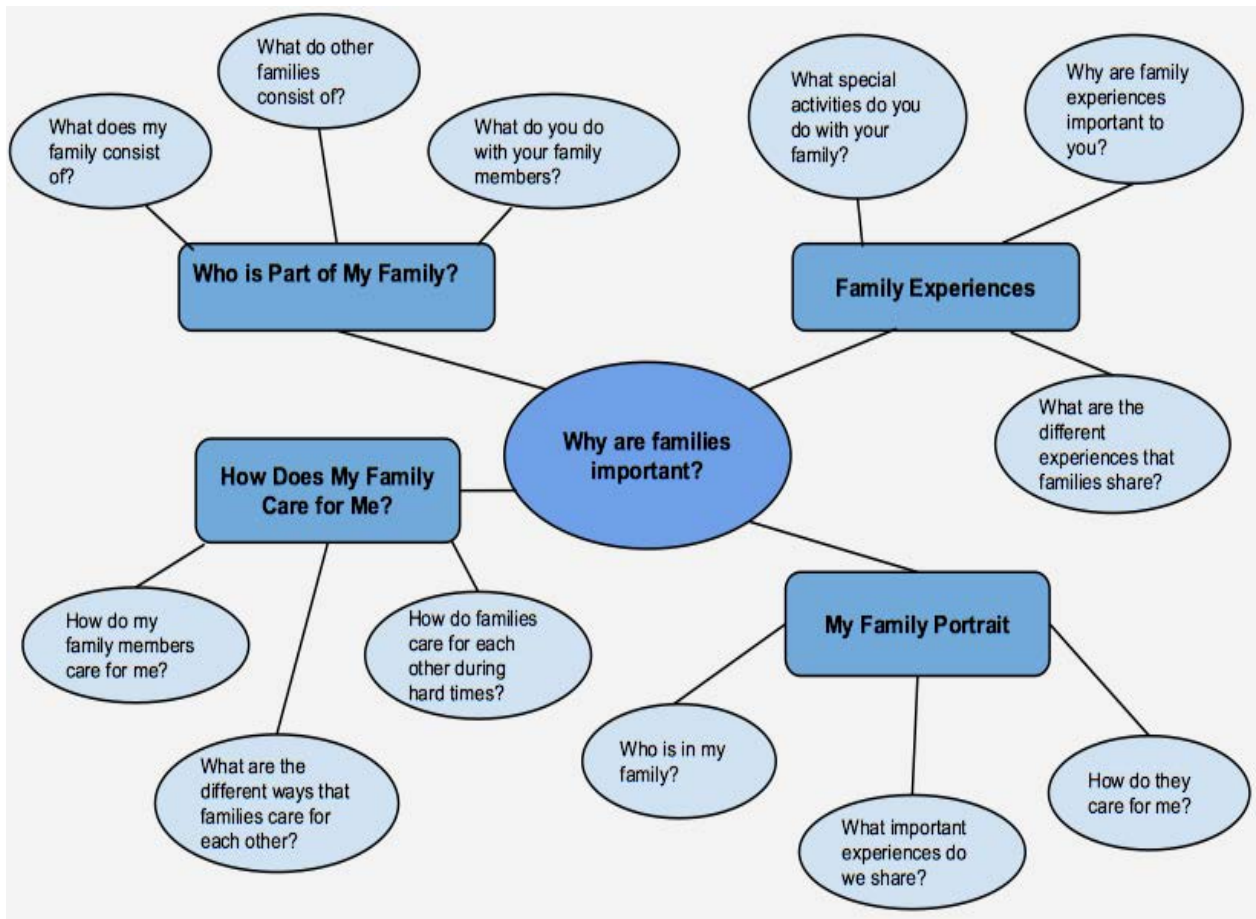 What do other
families
consist of?
What does my
family consist
of?
What do you do
with your family
members?
Who is Part of My Family?
What special
activities do you
do with your
family?
Why are family
experiences
important to
you?
Family Experiences
What are the
different
experiences that
families share?
Why are families
important?
How Does My Family
Care for Me?
How do my
family members
care for me?
How do families
care for each
other during
hard times?
What are the
different ways that
families care for
each other?
My Family Portrait
Who is in my
family?
What important
experiences do
we share?
How do they
care for me?